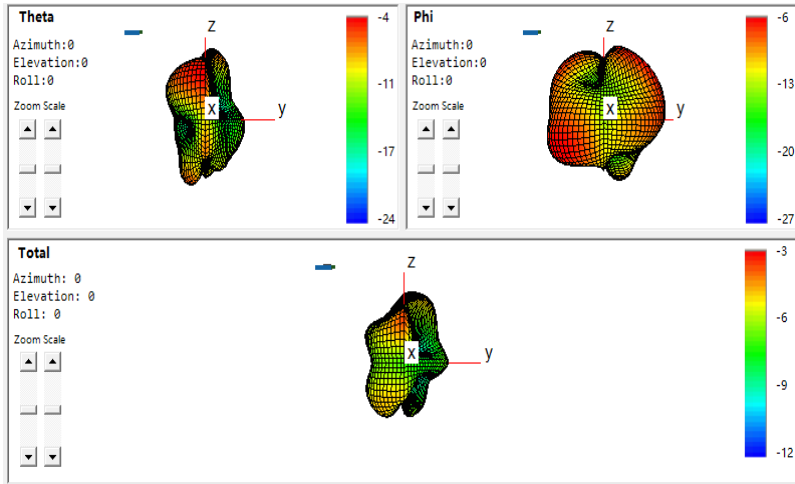 Theta
Azimuth:0
Elevation:0
Roll:0
Zoom Scale
z
x
y
-4
-11
-17
-24
Phi
Azimuth:0
Elevation:0
Roll:0
Zoom Scale
z
x
y
-6
-13
-20
-27
Total
Azimuth: 0
Elevation: 0
Roll: 0
Zoom Scale
z
x
y
-3
-6
-9
-12